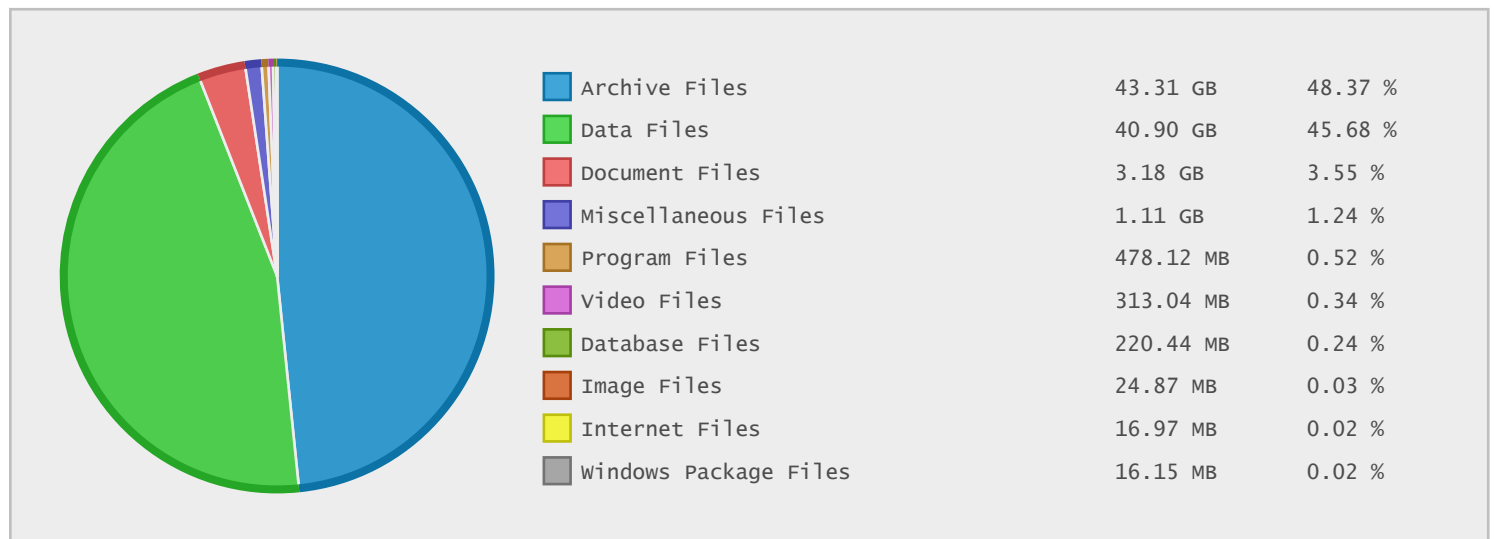 Archive Files 43.31 GB 48.37 %
Data Files 40.90 GB 45.68 %
Document Files 3.18 GB 3.55 %
Miscellaneous Files 1.11 GB 1.24 %
Program Files 478.12 MB 0.52 %
Video Files 313.04 MB 0.34 %
Database Files 220.44 MB 0.24 %
Image Files 24.87 MB 0.03 %
Internet Files 16.97 MB 0.02 %
Windows Package Files 16.15 MB 0.02 %